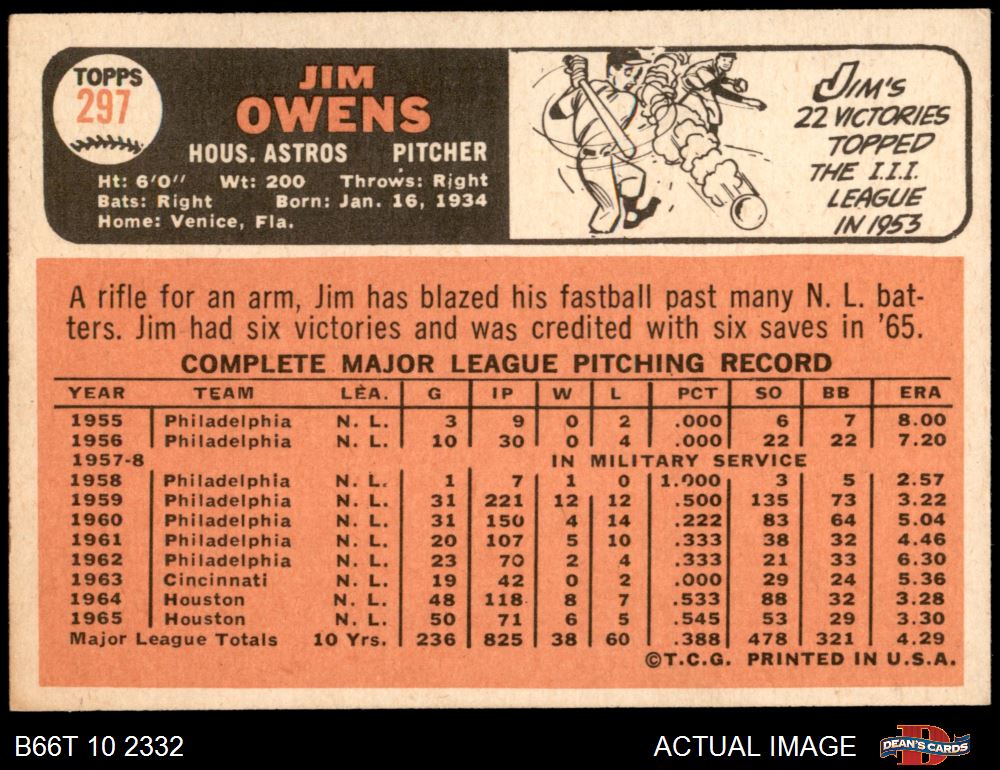 TOPPS
297
JIM
OWENS
HOUS. ASTROS PITCHER
Ht: 6'0" Wt: 200 Throws: Right
Bats: Right Born: Jan. 16, 1934
Home: Venice, Fla.
JIM'S
22 VICTORIES
TOPPED
THE I.I.I.
LEAGUE
IN 1953
A rifle for an arm, Jim has blazed his fastball past many N. L. bat-
ters. Jim had six victories and was credited with six saves in '65.
COMPLETE MAJOR LEAGUE PITCHING RECORD
YEAR TEAM LEA. G IP W L PCT SO BB ERA
1955 Philadelphia N. L. 3 9 0 2 .000 6 7 8.00
1956 Philadelphia N. L. 10 30 0 4 .000 22 22 7.20
1957-8 IN MILITARY SERVICE
1958 Philadelphia N. L. 1 7 1 0 1.000 3 5 2.57
1959 Philadelphia N. L. 31 221 12 12 .500 135 73 3.22
1960 Philadelphia N. L. 31 150 4 14 .222 83 64 5.04
1961 Philadelphia N. L. 20 107 5 10 .333 38 32 4.46
1962 Philadelphia N. L. 23 70 2 4 .333 21 33 6.30
1963 Cincinnati N. L. 19 42 0 2 .000 29 24 5.36
1964 Houston N. L. 48 118 8 7 .533 88 32 3.28
1965 Houston N. L. 50 71 6 5 .545 53 29 3.30
Major League Totals 10 Yrs. 236 825 38 60 .388 478 321 4.29
©T.C.G. PRINTED IN U.S.A.
B66T 10 2332
ACTUAL IMAGE
DEAN'S CARDS